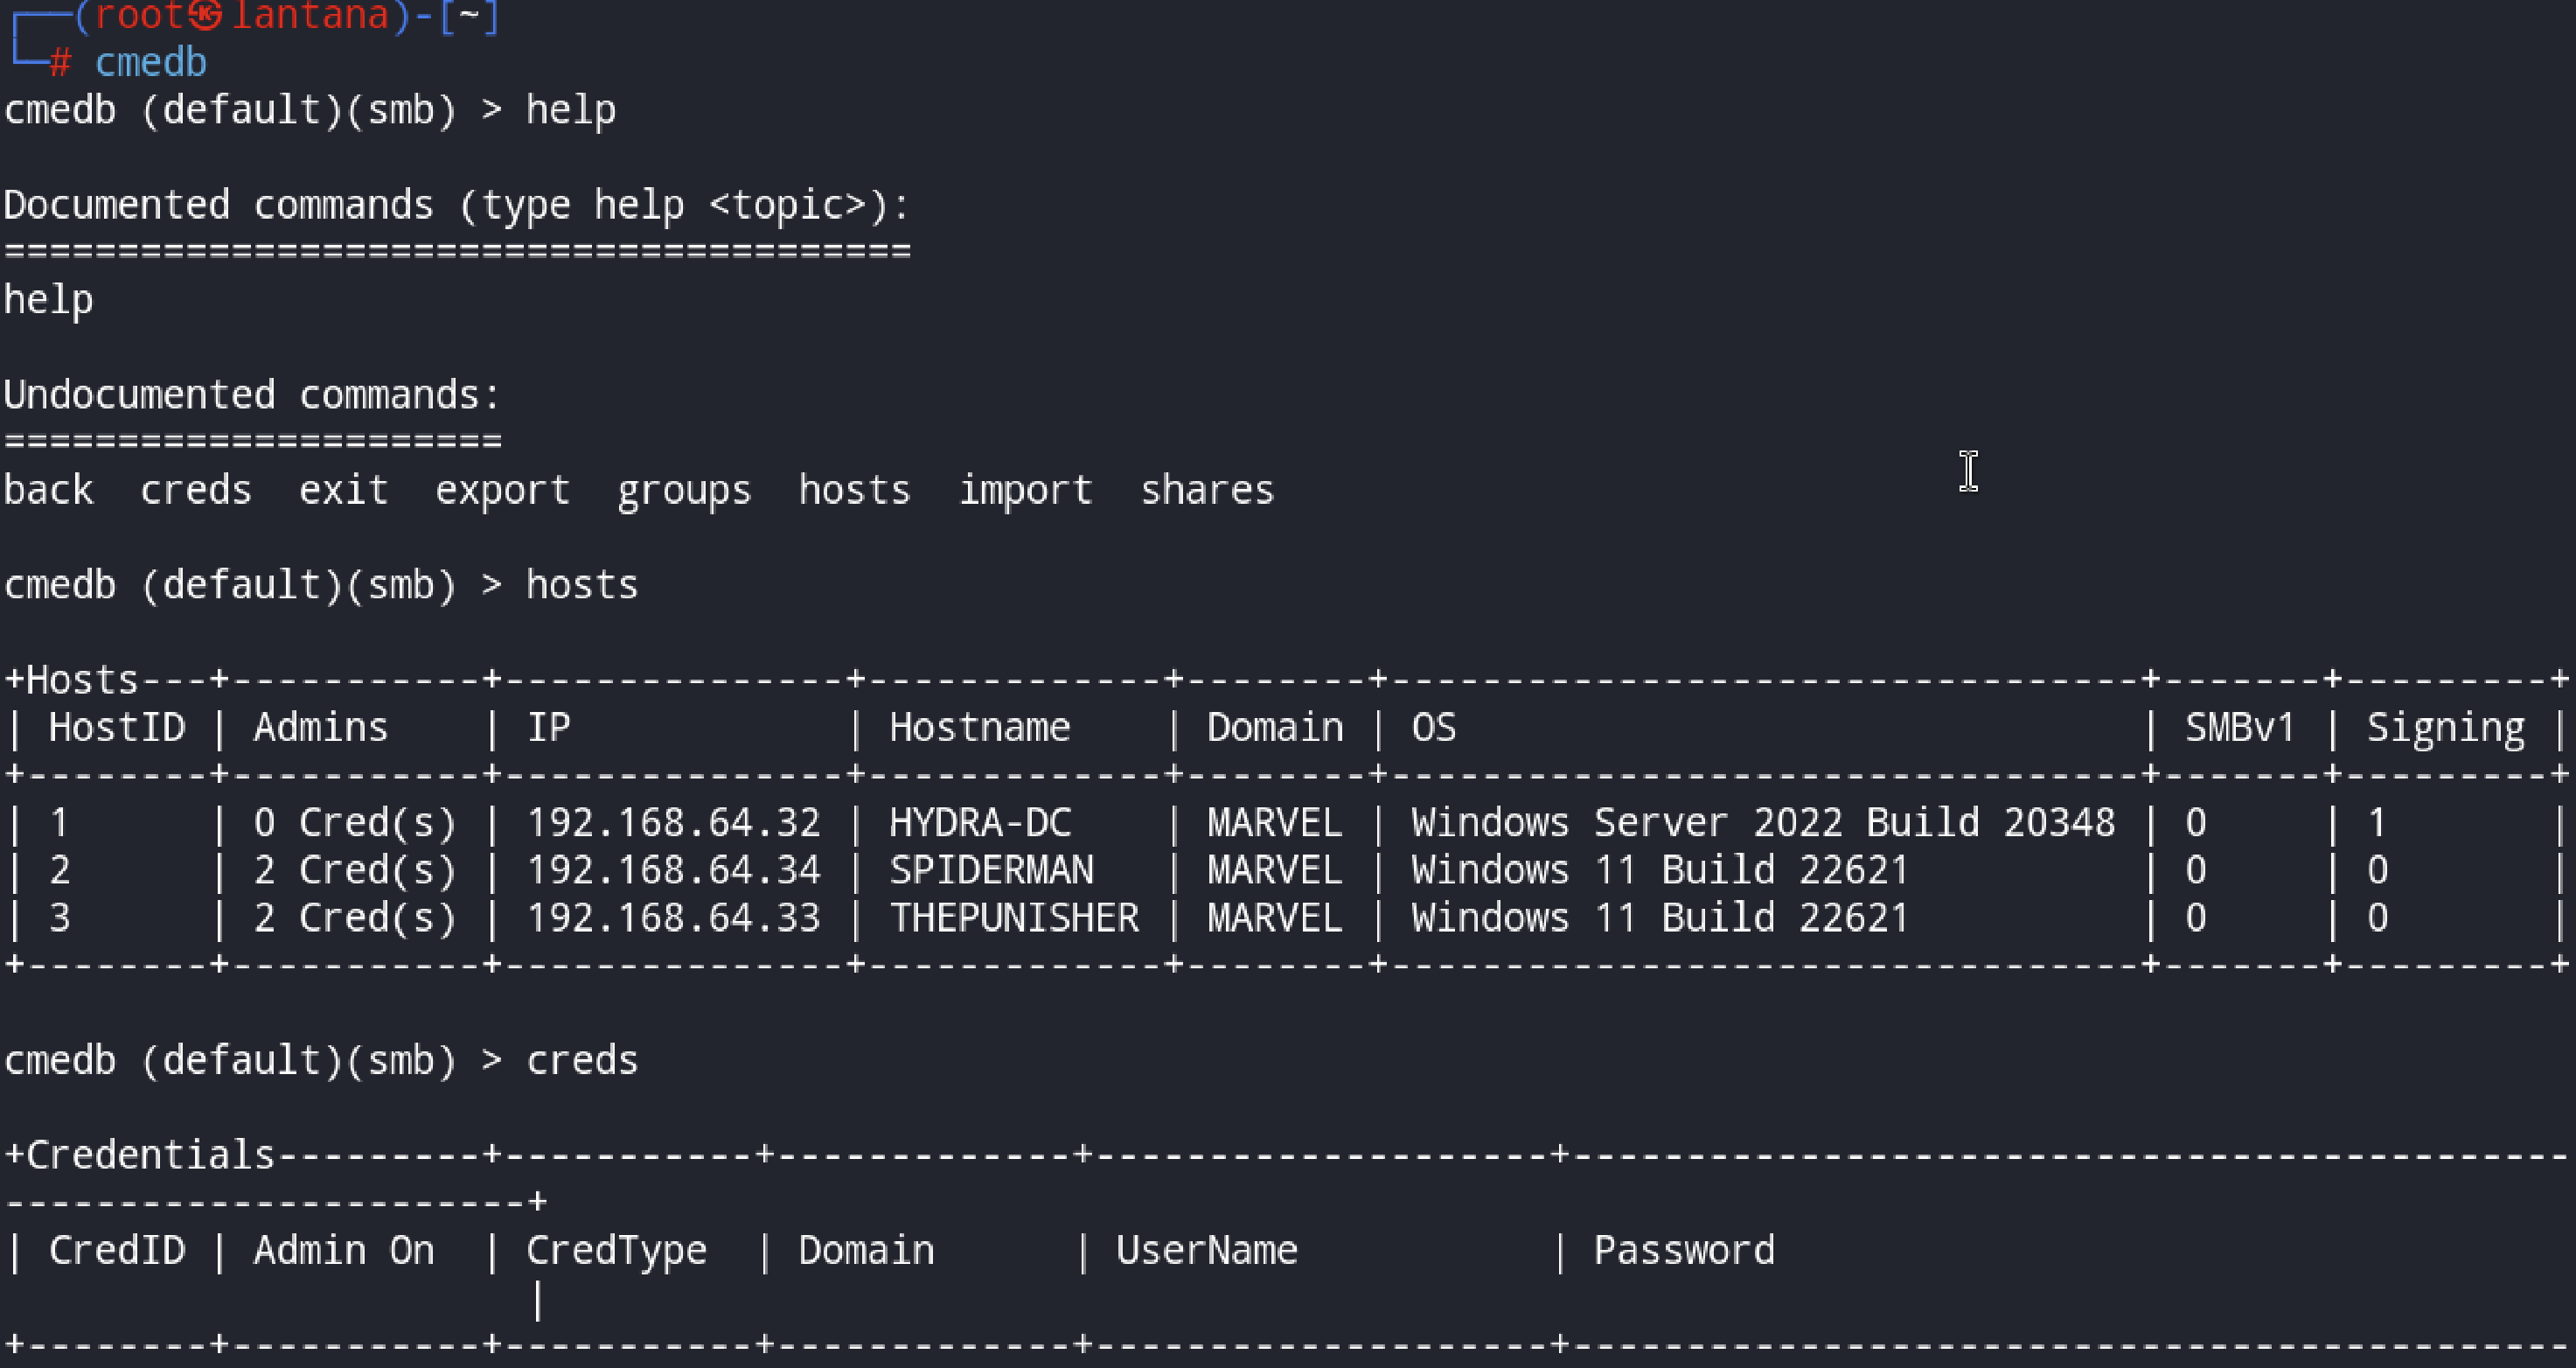 ┌──(root㉿lantana)-[~]
└─# cmedb
cmedb (default)(smb) > help
Documented commands (type help <topic>):
========================================
help
Undocumented commands:
======================
back  creds  exit  export  groups  hosts  import  shares
cmedb (default)(smb) > hosts
+Hosts---+-----------+---------------+-------------+--------+---------------------------------+-------+---------+
| HostID | Admins    | IP            | Hostname    | Domain | OS                              | SMBv1 | Signing |
+--------+-----------+---------------+-------------+--------+---------------------------------+-------+---------+
| 1      | 0 Cred(s) | 192.168.64.32 | HYDRA-DC    | MARVEL | Windows Server 2022 Build 20348 | 0     | 1       |
| 2      | 2 Cred(s) | 192.168.64.34 | SPIDERMAN   | MARVEL | Windows 11 Build 22621          | 0     | 0       |
| 3      | 2 Cred(s) | 192.168.64.33 | THEPUNISHER | MARVEL | Windows 11 Build 22621          | 0     | 0       |
+--------+-----------+---------------+-------------+--------+---------------------------------+-------+---------+
cmedb (default)(smb) > creds
+Credentials---------+-----------+-------------+--------------------+--------------------------------------------
-----------------------+
| CredID | Admin On  | CredType  | Domain      | UserName           | Password
                       |
+--------+-----------+-----------+-------------+--------------------+--------------------------------------------